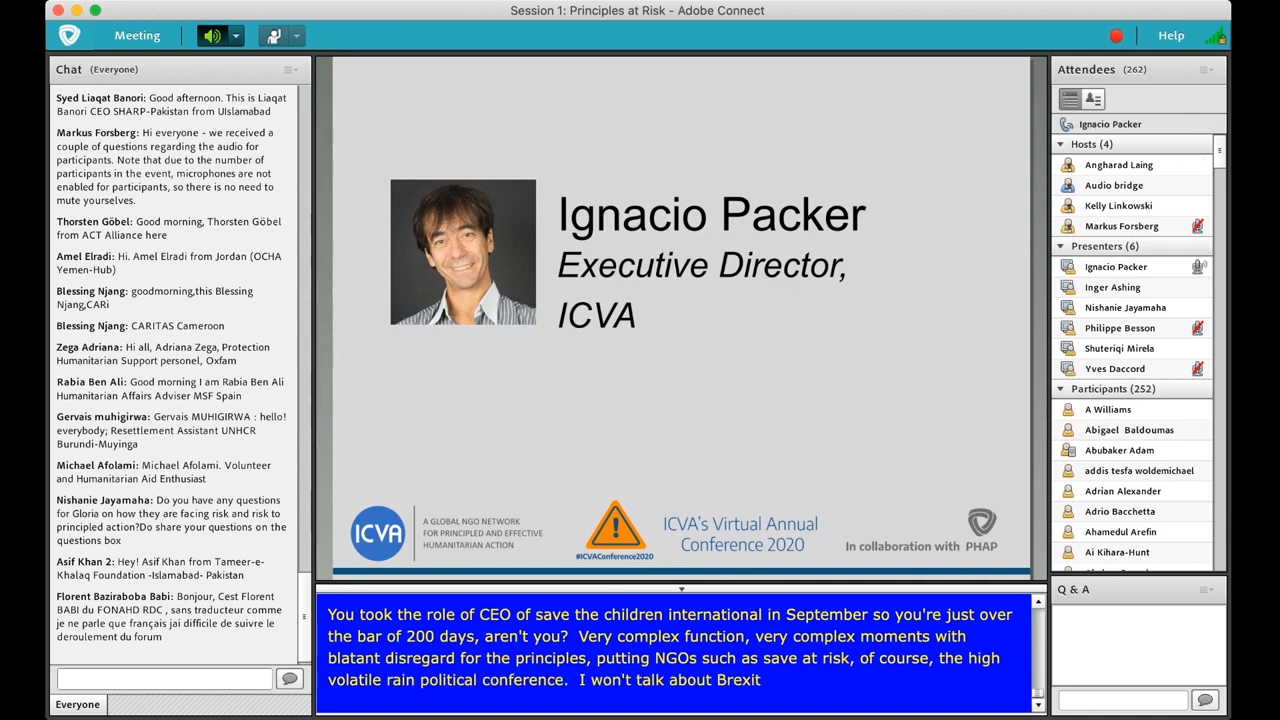 Session 1: Principles at Risk - Adobe Connect
Meeting
Help
Chat (Everyone)
Syed Liaqat Banori: Good afternoon. This is Liaqat
Banori CEO SHARP-Pakistan from UIslamabad
Markus Forsberg: Hi everyone - we received a
couple of questions regarding the audio for
participants. Note that due to the number of
participants in the event, microphones are not
enabled for participants, so there is no need to
mute yourselves.
Thorsten Göbel: Good morning, Thorsten Göbel
from ACT Alliance here
Amel Elradi: Hi. Amel Elradi from Jordan (OCHA
Yemen-Hub)
Blessing Njang: goodmorning,this Blessing
Njang,CARi
Blessing Njang: CARITAS Cameroon
Zega Adriana: Hi all, Adriana Zega, Protection
Humanitarian Support personel, Oxfam
Rabia Ben Ali: Good morning I am Rabia Ben Ali
Humanitarian Affairs Adviser MSF Spain
Gervais muhigirwa: Gervais MUHIGIRWA : hello!
everybody; Resettlement Assistant UNHCR
Burundi-Muyinga
Michael Afolami: Michael Afolami. Volunteer
and Humanitarian Aid Enthusiast
Nishanie Jayamaha: Do you have any questions
for Gloria on how they are facing risk and risk to
principled action?Do share your questions on the
questions box
Asif Khan 2: Hey! Asif Khan from Tameer-e-
Khalaq Foundation -Islamabad- Pakistan
Florent Baziraboba Babi: Bonjour, Cest Florent
BABI du FONAHD RDC , sans traducteur comme
je ne parle que français jai difficile de suivre le
deroulement du forum
Everyone
Ignacio Packer
Executive Director,
ICVA
ICVA
A GLOBAL NGO NETWORK
FOR PRINCIPLED AND EFFECTIVE
HUMANITARIAN ACTION
#ICVAConference2020
ICVA's Virtual Annual
Conference 2020
In collaboration with PHAP
You took the role of CEO of save the children international in September so you're just over
the bar of 200 days, aren't you?  Very complex function, very complex moments with
blatant disregard for the principles, putting NGOs such as save at risk, of course, the high
volatile rain political conference.  I won't talk about Brexit
Attendees (262)
Ignacio Packer
Hosts (4)
Angharad Laing
Audio bridge
Kelly Linkowski
Markus Forsberg
Presenters (6)
Ignacio Packer
Inger Ashing
Nishanie Jayamaha
Philippe Besson
Shuteriqi Mirela
Yves Daccord
Participants (252)
A Williams
Abigael Baldoumas
Abubaker Adam
addis tesfa woldemichael
Adrian Alexander
Adrio Bacchetta
Ahamedul Arefin
Ai Kihara-Hunt
Q & A